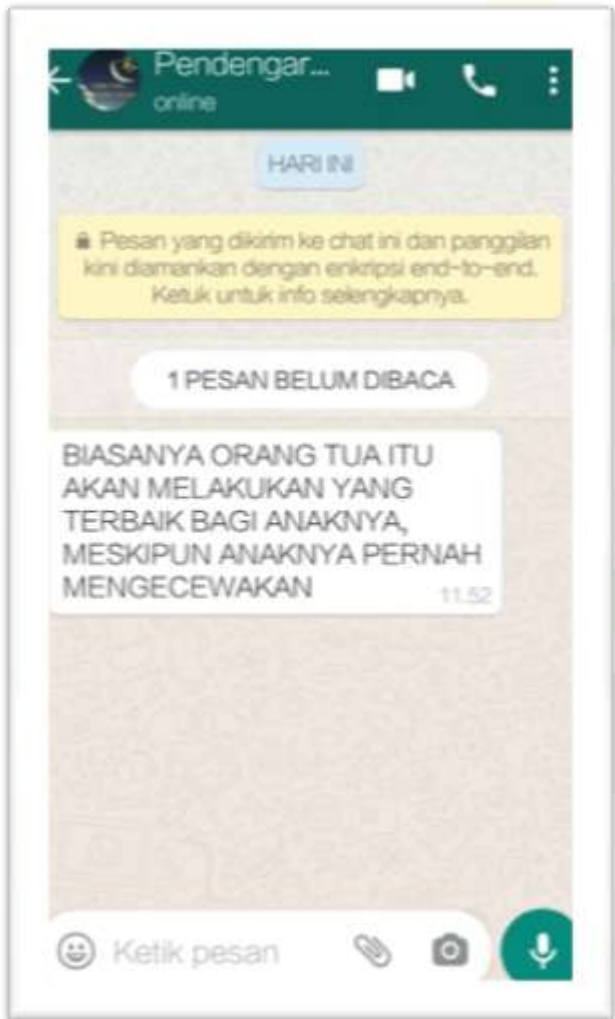 Pendengar...
online
HARI INI
Pesan yang dikirim ke chat ini dan panggilan
kini diamankan dengan enkripsi end-to-end.
Ketuk untuk info selengkapnya.
1 PESAN BELUM DIBACA
BIASANYA ORANG TUA ITU
AKAN MELAKUKAN YANG
TERBAIK BAGI ANAKNYA,
MESKIPUN ANAKNYA PERNAH
MENGECEWAKAN
11.52
Ketik pesan